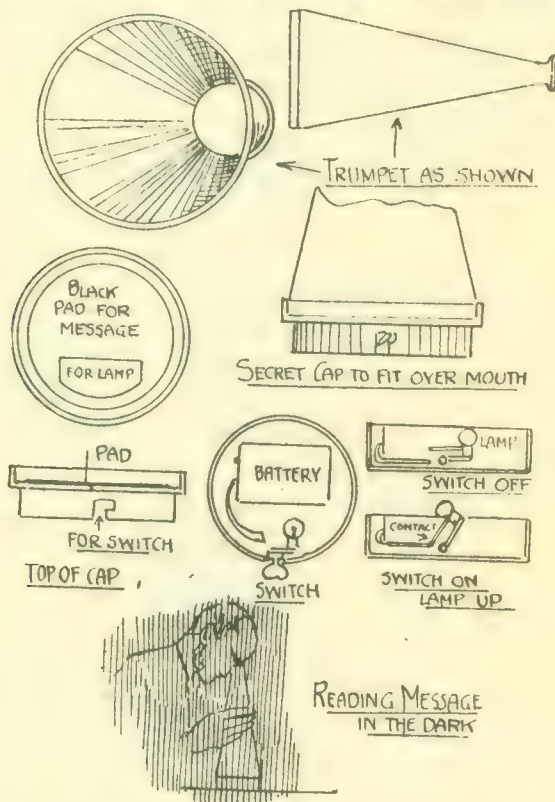 TRUMPET AS SHOWN
BLACK
PAD FOR
MESSAGE
FOR LAMP
SECRET CAP TO FIT OVER MOUTH
PAD
FOR SWITCH
TOP OF CAP
BATTERY
SWITCH
LAMP
SWITCH OFF
CONTACT
SWITCH ON
LAMP UP
READING MESSAGE
IN THE DARK